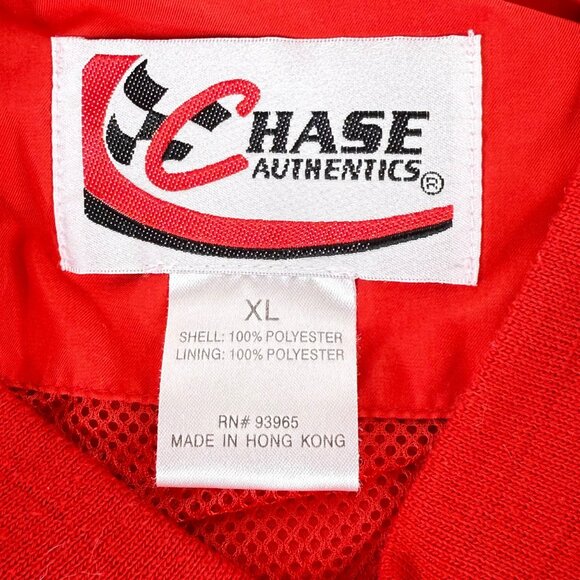 CHASE
AUTHENTICS®
XL
SHELL: 100% POLYESTER
LINING: 100% POLYESTER
RN# 93965
MADE IN HONG KONG